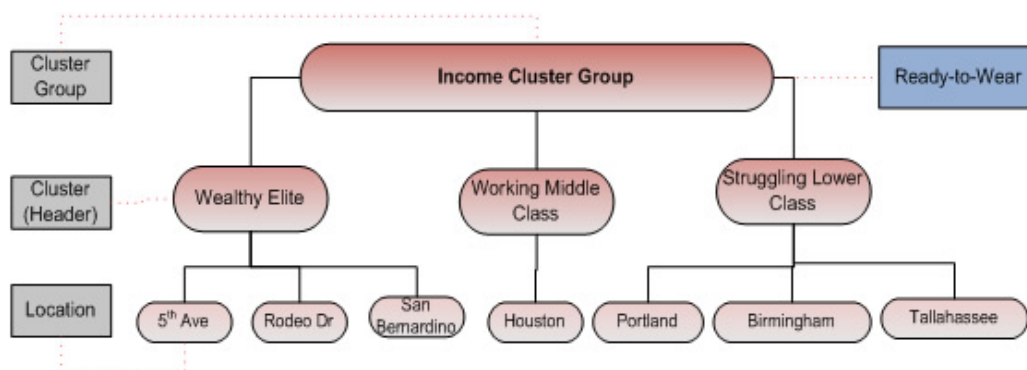 Cluster
Group
Income Cluster Group
Ready-to-Wear
Cluster
(Header)
Wealthy Elite
Working Middle
Class
Struggling Lower
Class
Location
5th Ave
Rodeo Dr
San
Bernardino
Houston
Portland
Birmingham
Tallahassee